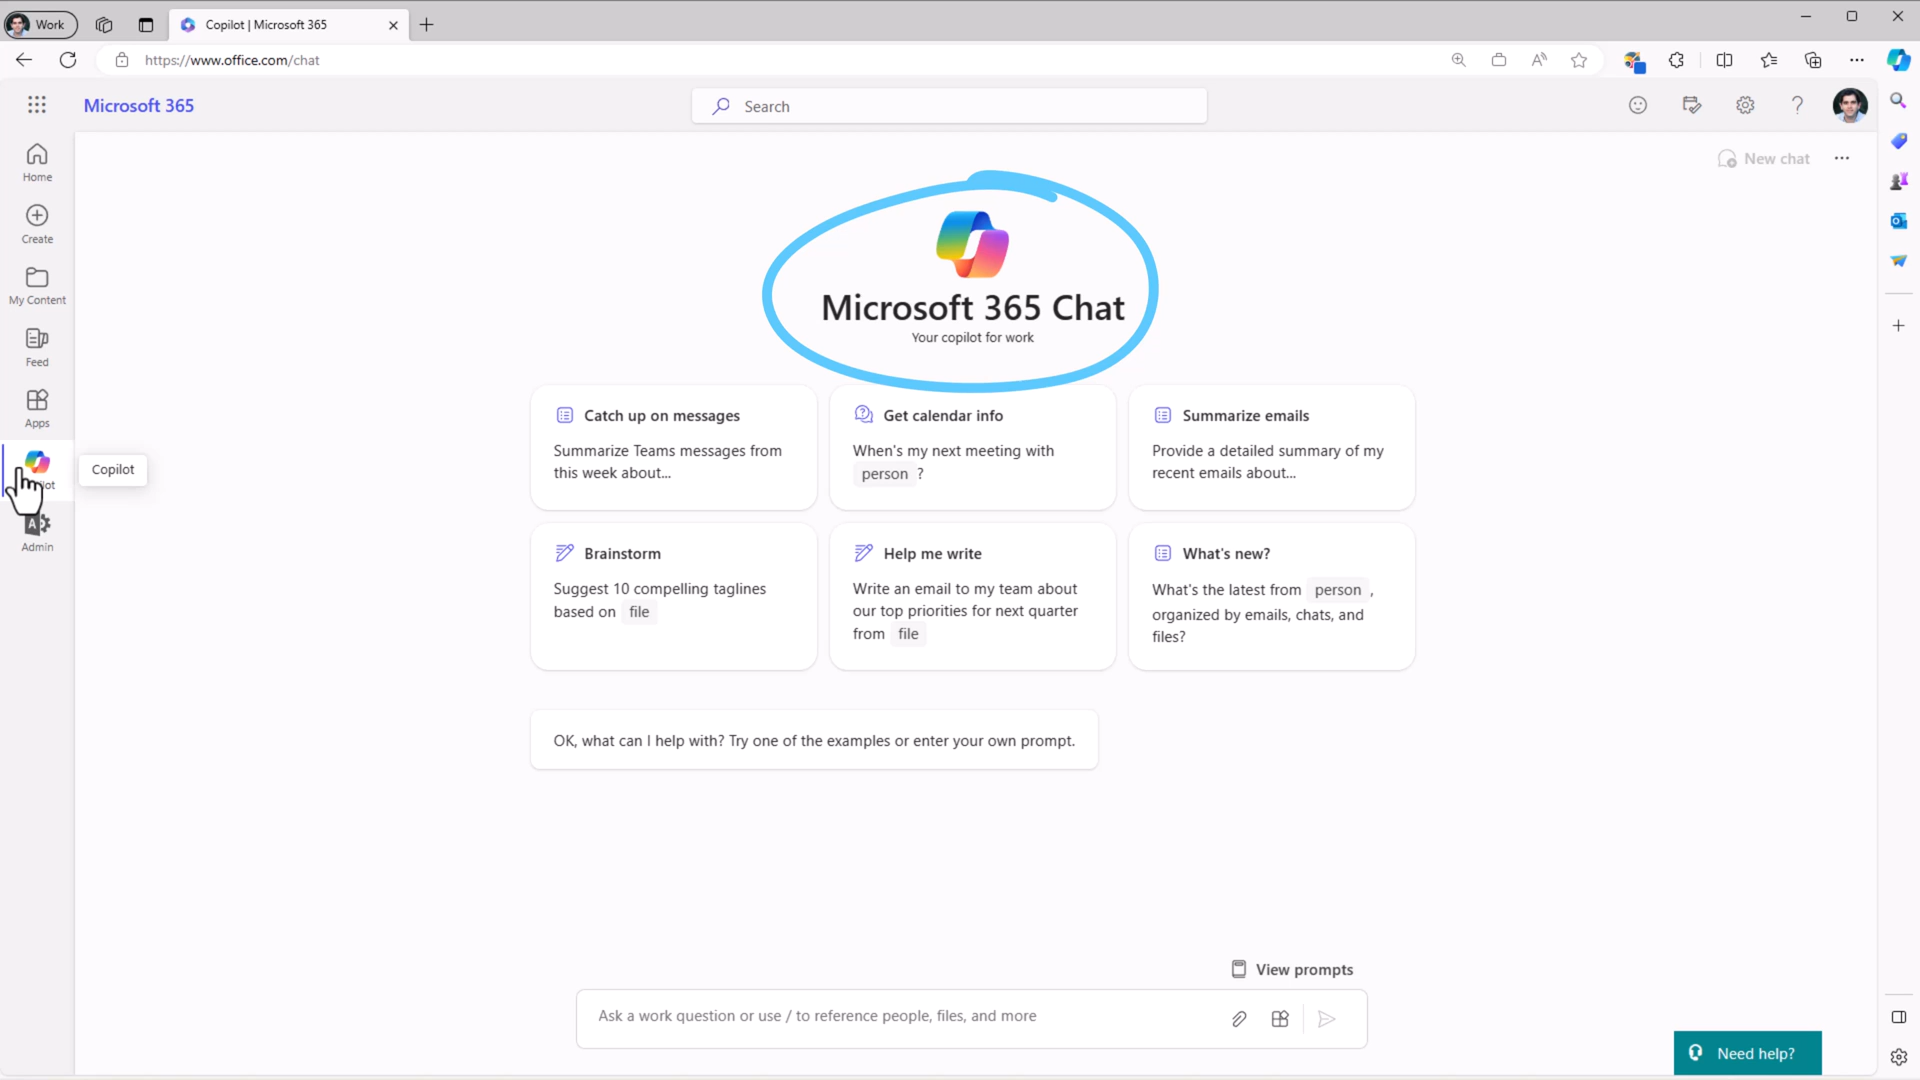 Work
Copilot | Microsoft 365
https://www.office.com/chat
Microsoft 365
Search
Home
Create
My Content
Feed
Apps
Copilot
Admin
New chat
Microsoft 365 Chat
Your copilot for work
Catch up on messages
Summarize Teams messages from
this week about...
Get calendar info
When's my next meeting with
person ?
Summarize emails
Provide a detailed summary of my
recent emails about...
Brainstorm
Suggest 10 compelling taglines
based on file
Help me write
Write an email to my team about
our top priorities for next quarter
from file
What's new?
What's the latest from person ,
organized by emails, chats, and
files?
OK, what can I help with? Try one of the examples or enter your own prompt.
View prompts
Ask a work question or use / to reference people, files, and more
Need help?